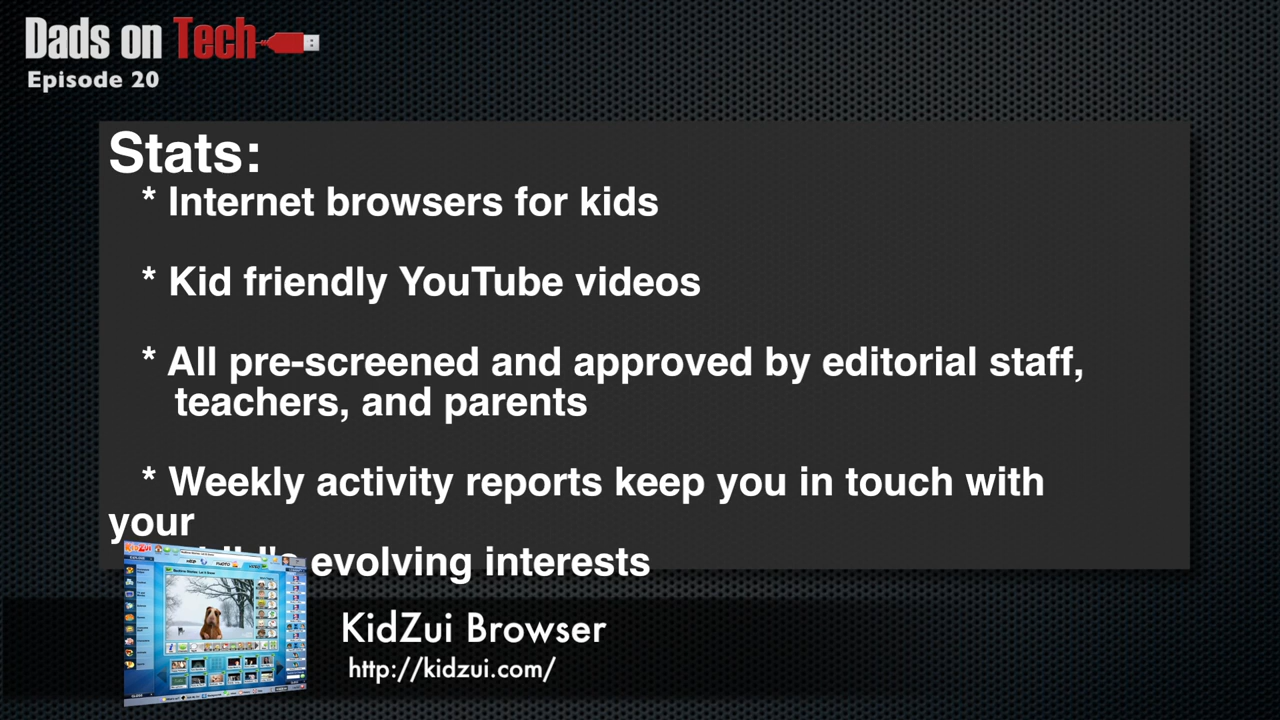 Dads on Tech
Episode 20
Stats:
* Internet browsers for kids
* Kid friendly YouTube videos
* All pre-screened and approved by editorial staff,
teachers, and parents
* Weekly activity reports keep you in touch with
your
evolving interests
KidZui
KidZui Browser
http://kidzui.com/